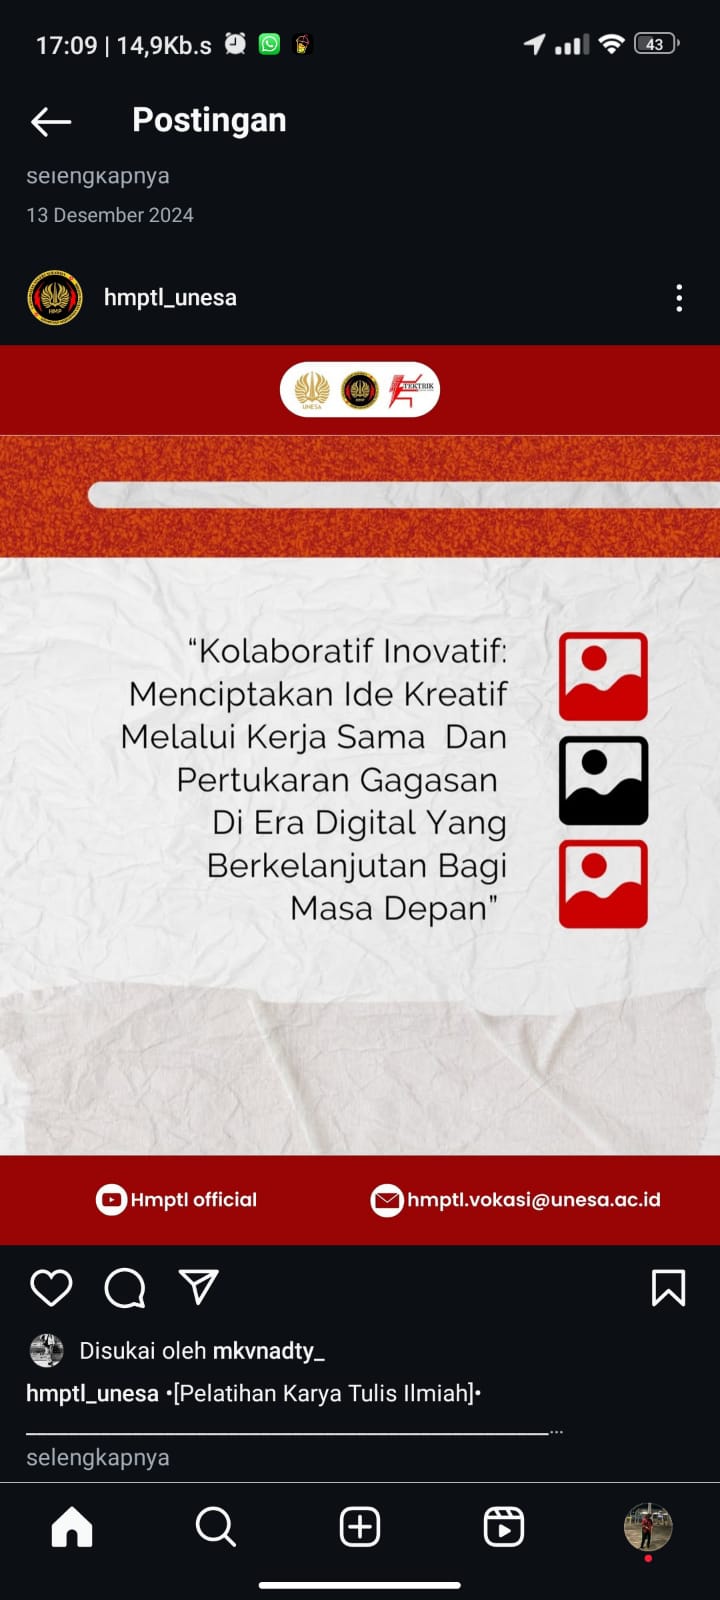 17:09 | 14,9Kb.s
43
Postingan
selengkapnya
13 Desember 2024
hmptl_unesa
UNESA
HMP
TEKTRIK
“Kolaboratif Inovatif:
Menciptakan Ide Kreatif
Melalui Kerja Sama Dan
Pertukaran Gagasan
Di Era Digital Yang
Berkelanjutan Bagi
Masa Depan”
Hmptl official
hmptl.vokasi@unesa.ac.id
Disukai oleh mkvnadty_
hmptl_unesa •[Pelatihan Karya Tulis Ilmiah]•
__________________________________________...
selengkapnya